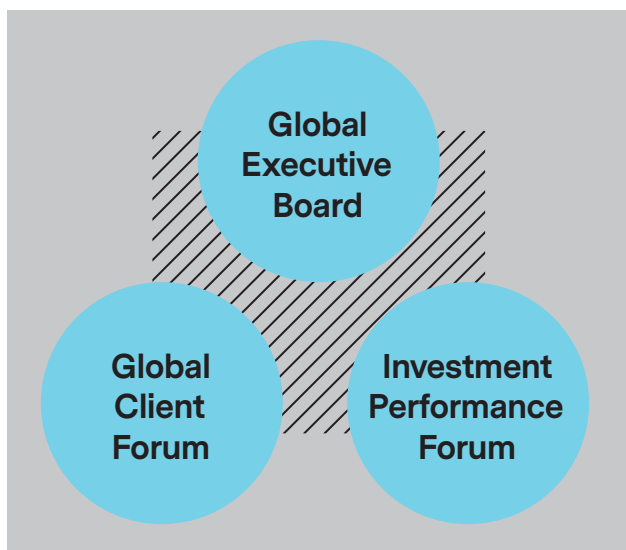 Global
Executive
Board
Global
Client
Forum
Investment
Performance
Forum